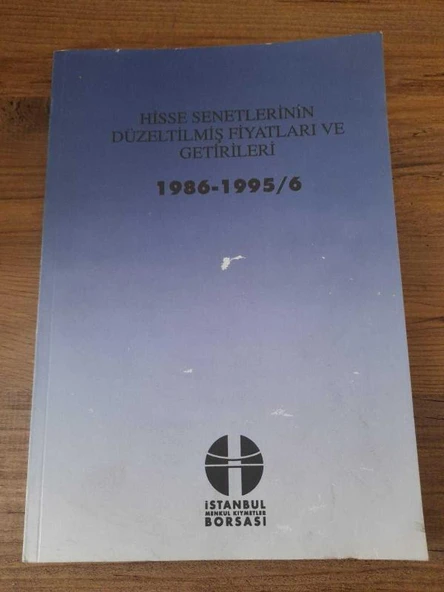 HİSSE SENETLERİNİN
DÜZELTİLMİŞ FİYATLARI VE
GETİRİLERİ
1986-1995/6
İSTANBUL
MENKUL KIYMETLER
BORSASI